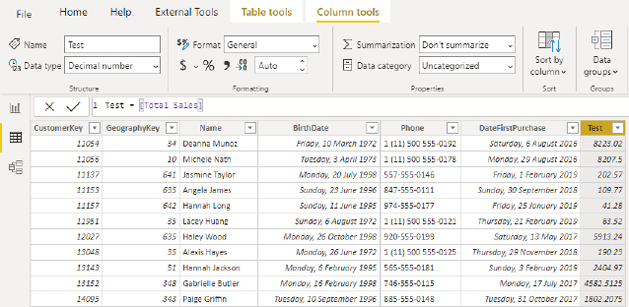 File Home Help External Tools Table tools Column tools
Name Test $% Format General Σ Summarization Don't summarize Sort by column Data groups
Data type Decimal number $ % 9 .00 Auto Data category Uncategorized
Structure Formatting Properties Sort Groups
1 Test = [Total Sales]
CustomerKey GeographyKey Name BirthDate Phone DateFirstPurchase Test
11054 34 Deanna Munoz Friday, 10 March 1972 1 (11) 500 555-0192 Saturday, 6 August 2016 8223.02
11056 10 Michele Nath Tuesday, 3 April 1973 1 (11) 500 555-0178 Monday, 29 August 2016 8207.5
11137 641 Jasmine Taylor Monday, 20 July 1998 557-555-0146 Friday, 1 February 2019 202.57
11153 635 Angela James Sunday, 23 June 1996 847-555-0111 Sunday, 30 September 2018 109.77
11157 642 Hannah Long Sunday, 11 June 1995 974-555-0177 Friday, 25 January 2019 41.28
11951 35 Lacey Huang Sunday, 6 August 1972 1 (11) 500 555-0121 Thursday, 21 February 2019 63.52
12027 635 Haley Wood Monday, 26 October 1998 920-555-0199 Saturday, 13 May 2017 5913.24
13048 35 Alexis Hayes Monday, 26 June 1972 1 (11) 500 555-0125 Thursday, 29 November 2018 190.23
13143 51 Hannah Jackson Monday, 6 February 1995 565-555-0181 Sunday, 3 February 2019 2404.97
13152 348 Gabrielle Butler Monday, 16 February 1998 746-555-0115 Monday, 17 July 2017 4582.5125
14095 343 Paige Griffin Tuesday, 10 September 1996 885-555-0148 Tuesday, 31 October 2017 1802.2075